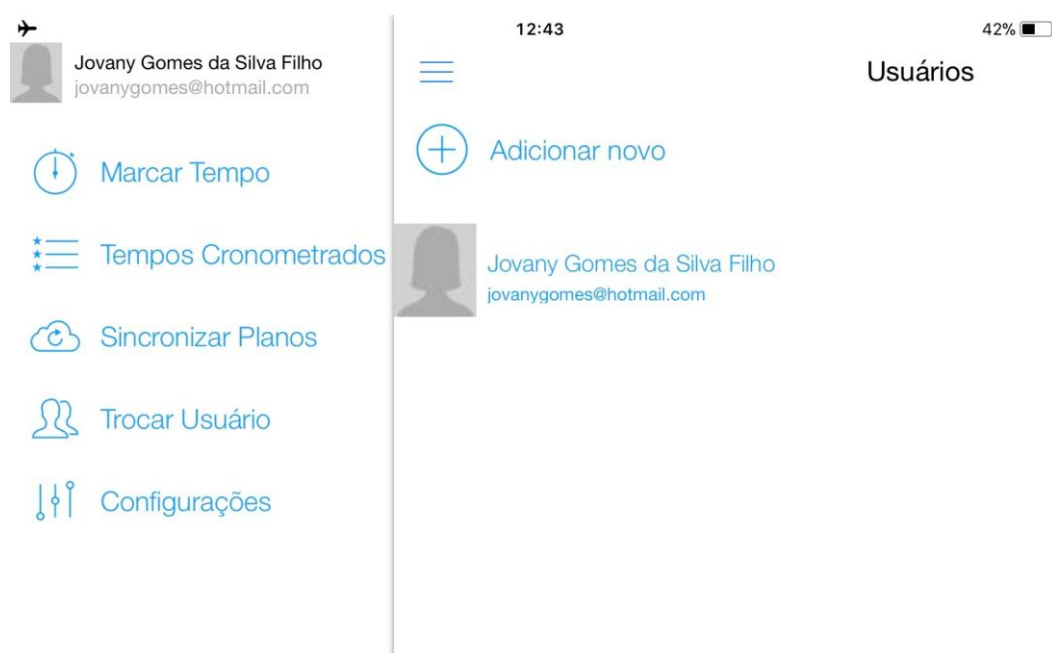 12:43
42%
Jovany Gomes da Silva Filho
jovanygomes@hotmail.com
Marcar Tempo
Tempos Cronometrados
Sincronizar Planos
Trocar Usuário
Configurações
Usuários
Adicionar novo
Jovany Gomes da Silva Filho
jovanygomes@hotmail.com